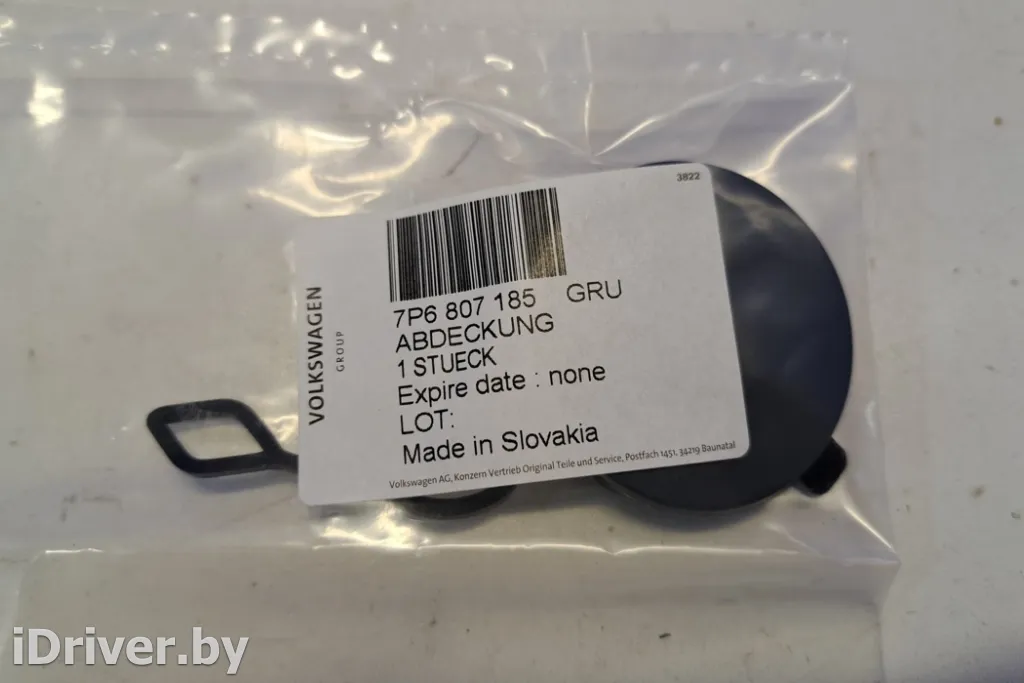 3822
VOLKSWAGEN
GROUP
7P6 807 185 GRU
ABDECKUNG
1 STUECK
Expire date : none
LOT:
Made in Slovakia
Volkswagen AG, Konzern Vertrieb Original Teile und Service, Postfach 1451, 34219 Baunatal
iDriver.by